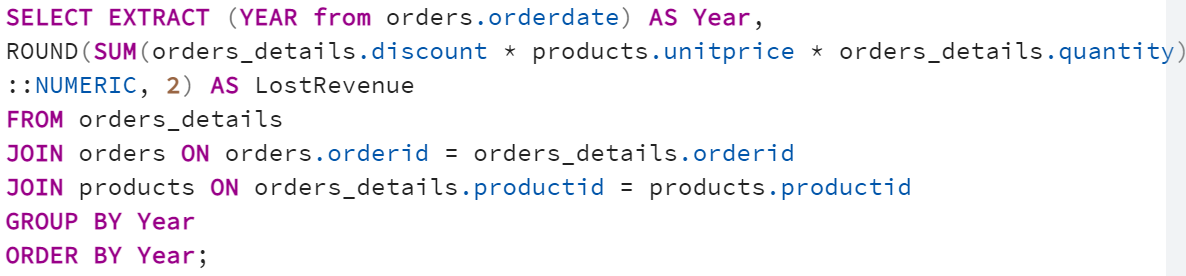 SELECT EXTRACT (YEAR from orders.orderdate) AS Year,
ROUND(SUM(orders_details.discount * products.unitprice * orders_details.quantity)
::NUMERIC, 2) AS LostRevenue
FROM orders_details
JOIN orders ON orders.orderid = orders_details.orderid
JOIN products ON orders_details.productid = products.productid
GROUP BY Year
ORDER BY Year;